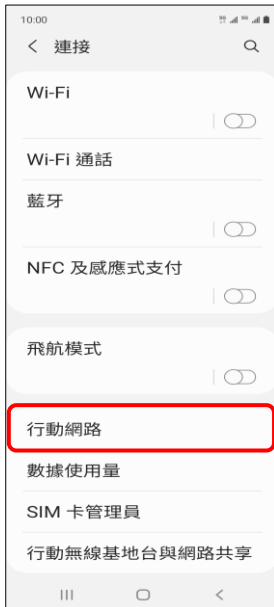 10:00
連接
Wi-Fi
Wi-Fi 通話
藍牙
NFC 及感應式支付
飛航模式
行動網路
數據使用量
SIM 卡管理員
行動無線基地台與網路共享